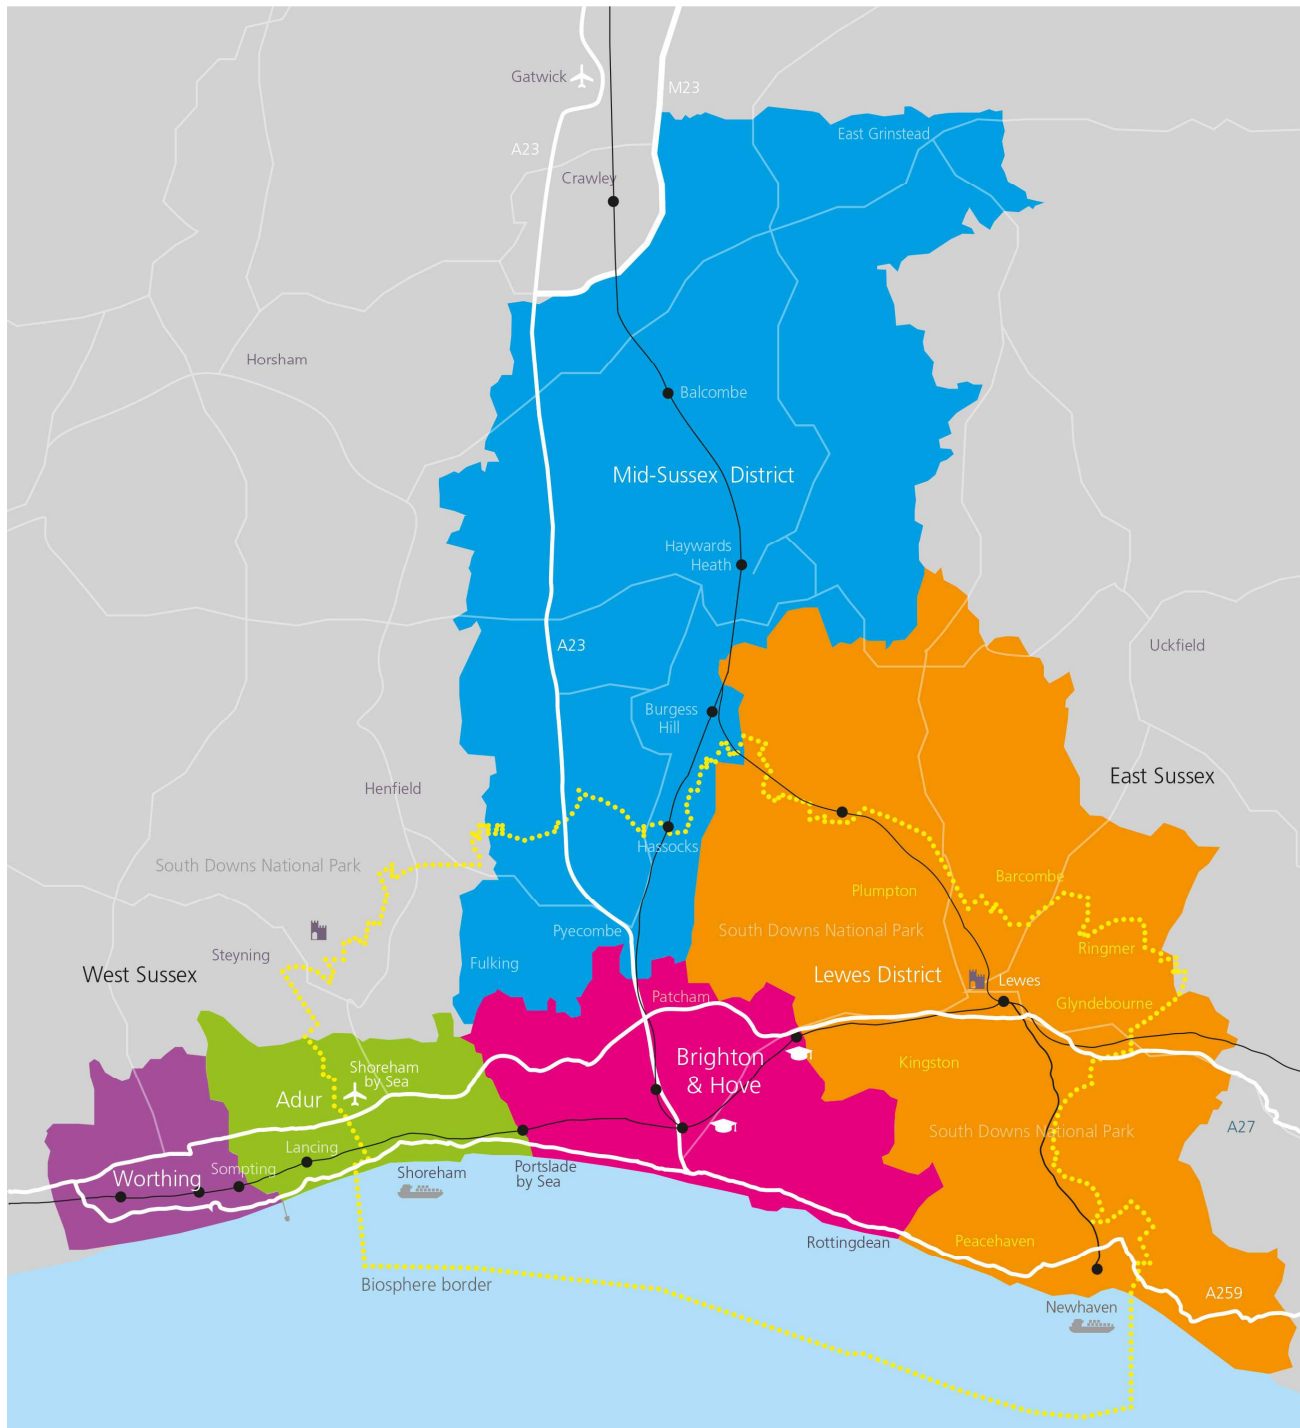 Gatwick
M23
East Grinstead
A23
Crawley
Horsham
Balcombe
Mid-Sussex District
Haywards
Heath
A23
Uckfield
Burgess
Hill
East Sussex
Henfield
Hassocks
South Downs National Park
Barcombe
Plumpton
Pyecombe
South Downs National Park
Ringmer
Steyning
Fulking
West Sussex
Lewes District
Lewes
Patcham
Glyndebourne
Brighton
& Hove
Kingston
Shoreham
by Sea
Adur
A27
South Downs National Park
Lancing
Sompting
Worthing
Shoreham
Portslade
by Sea
Rottingdean
Peacehaven
Biosphere border
A259
Newhaven